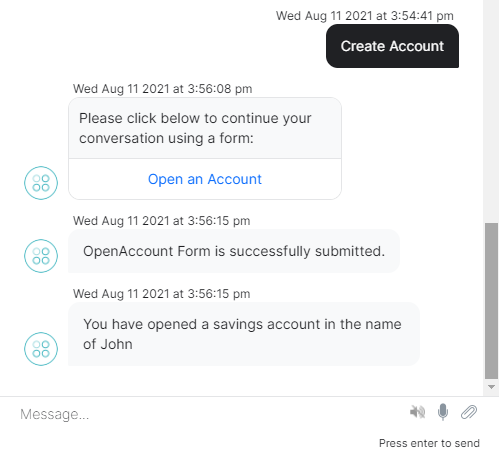 Wed Aug 11 2021 at 3:54:41 pm
Create Account
Wed Aug 11 2021 at 3:56:08 pm
Please click below to continue your
conversation using a form:
Open an Account
Wed Aug 11 2021 at 3:56:15 pm
OpenAccount Form is successfully submitted.
Wed Aug 11 2021 at 3:56:15 pm
You have opened a savings account in the name
of John
Message...
Press enter to send